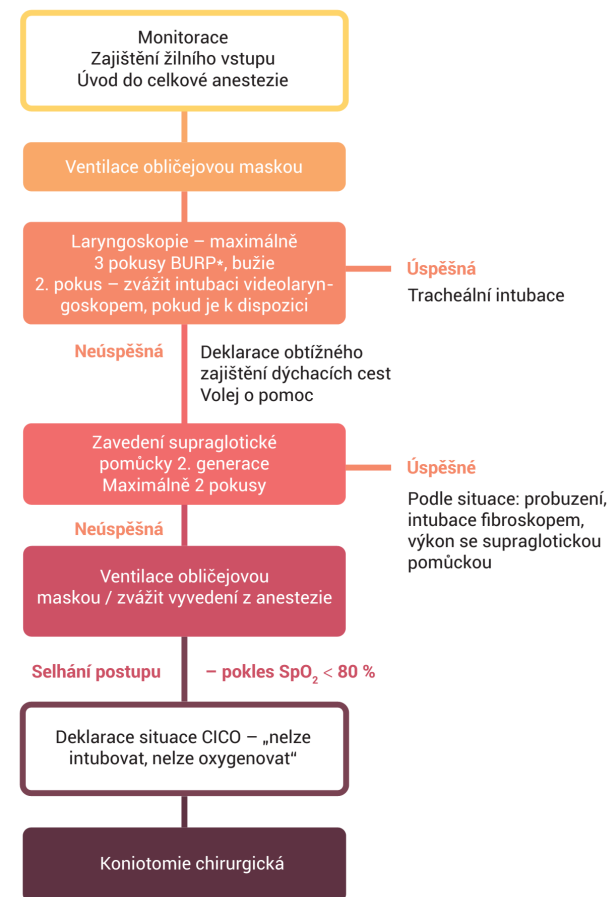 Monitorace
Zajištění žilního vstupu
Úvod do celkové anestezie
Ventilace obličejovou maskou
Laryngoskopie – maximálně
3 pokusy BURP*, bužie
2. pokus – zvážit intubaci videolaryn-
goskopem, pokud je k dispozici
Úspěšná
Tracheální intubace
Neúspěšná
Deklarace obtížného
zajištění dýchacích cest
Volej o pomoc
Zavedení supraglotické
pomůcky 2. generace
Maximálně 2 pokusy
Úspěšné
Podle situace: probuzení,
intubace fibroskopem,
výkon se supraglotickou
pomůckou
Neúspěšná
Ventilace obličejovou
maskou / zvážit vyvedení z anestezie
Selhání postupu – pokles SpO₂ < 80 %
Deklarace situace CICO – „nelze
intubovat, nelze oxygenovat“
Koniotomie chirurgická